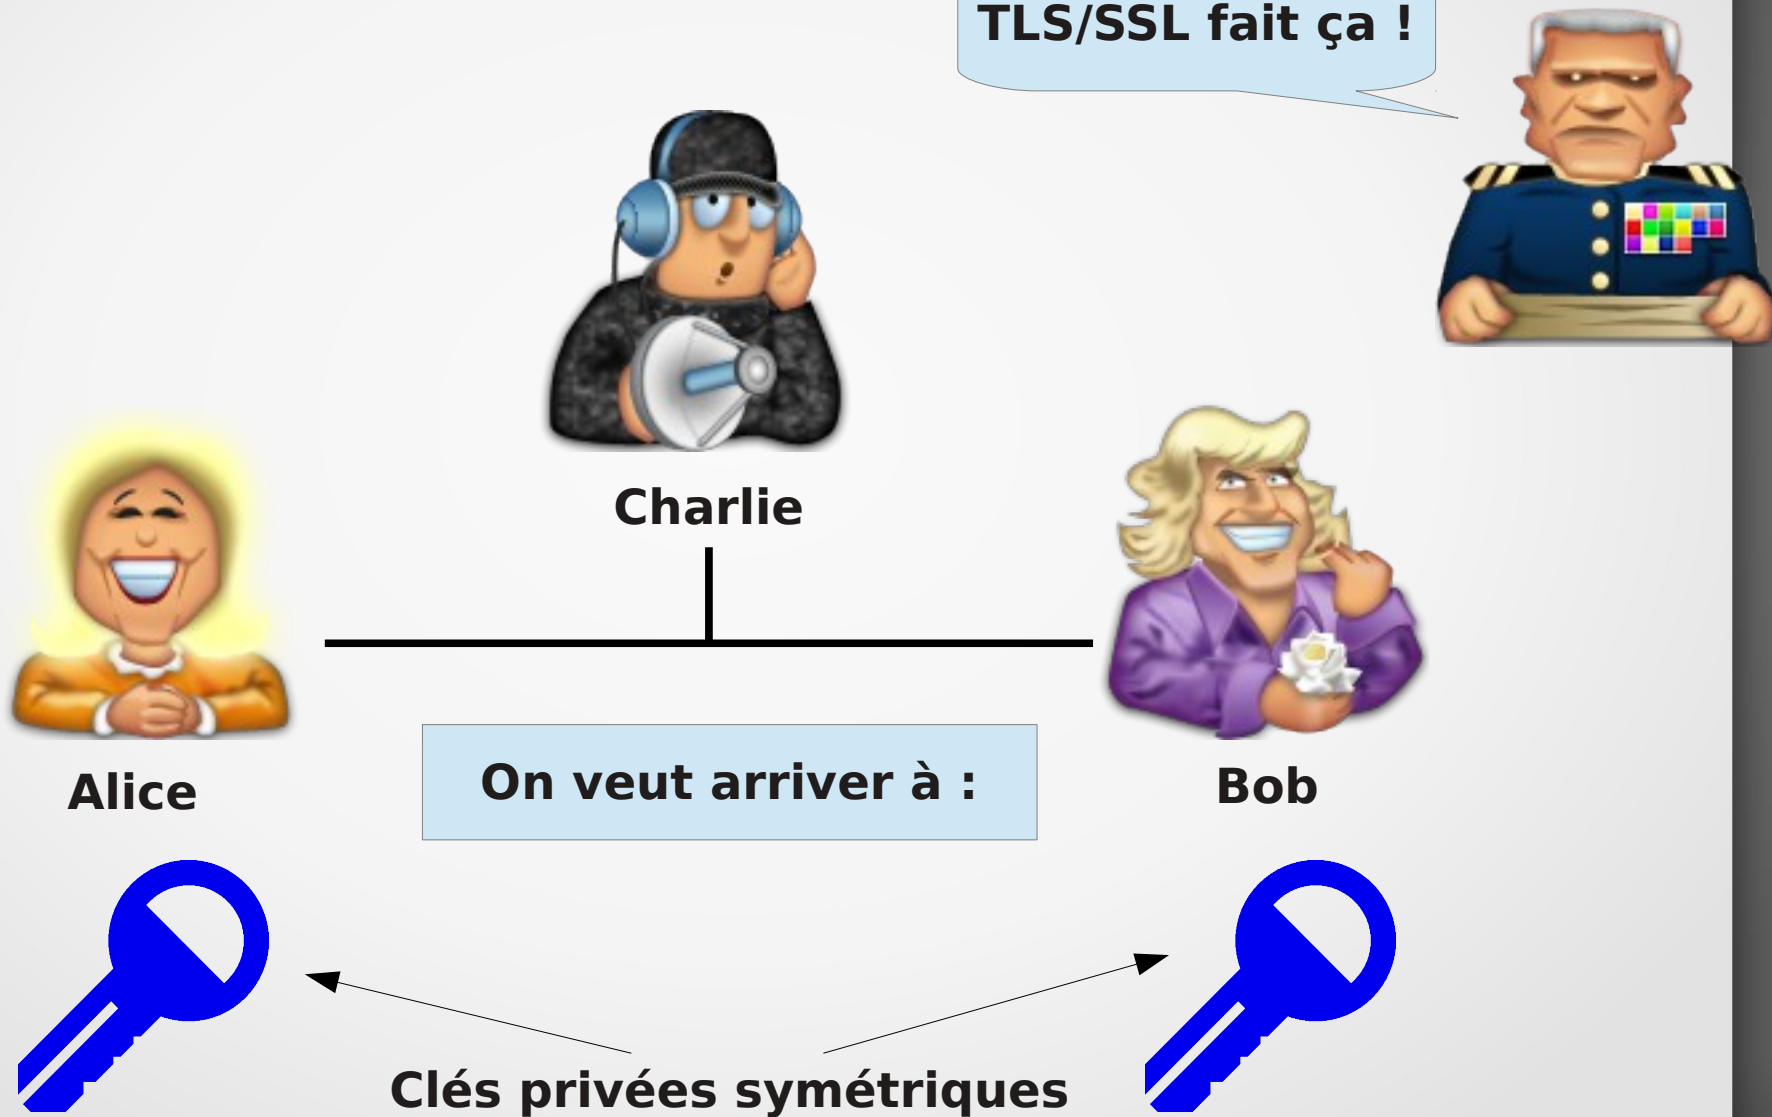 TLS/SSL fait ça !
Charlie
Alice
Bob
On veut arriver à :
Clés privées symétriques